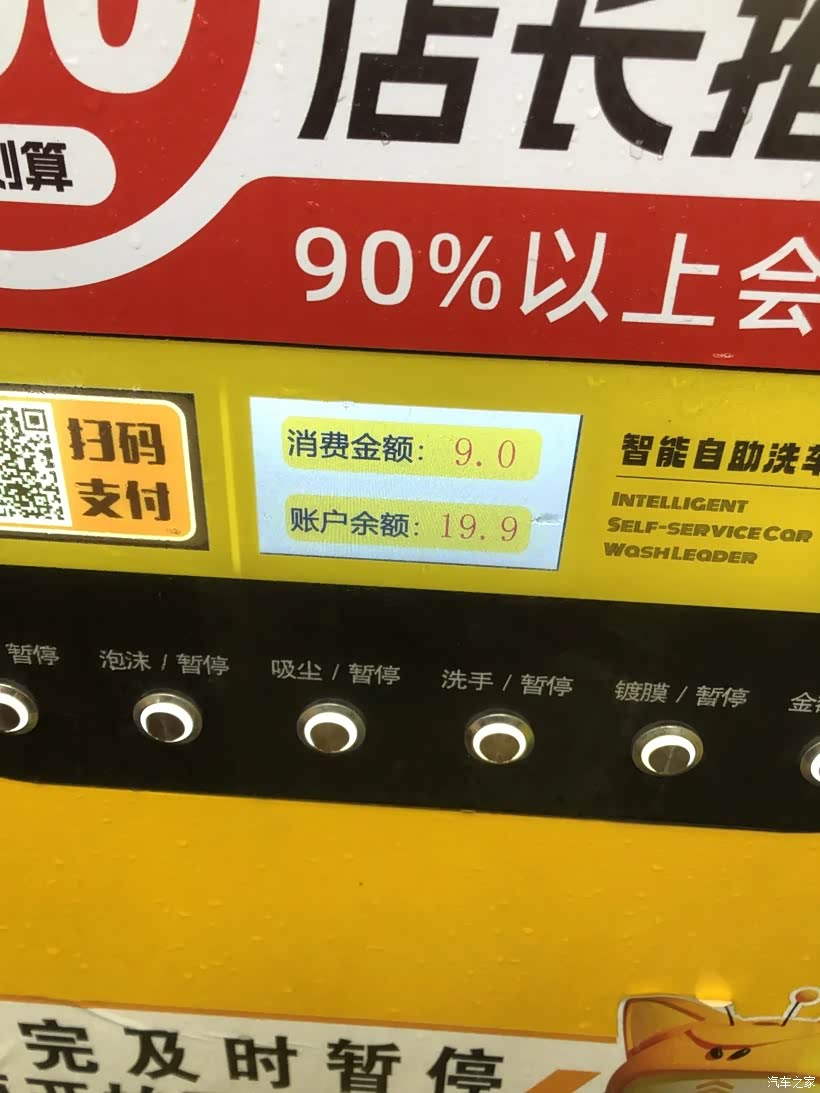 店长推
划算
90%以上会
扫码
支付
消费金额: 9.0
账户余额: 19.9
智能自助洗车
INTELLIGENT
SELF-SERVICE CAR
WASH LEADER
暂停
泡沫 / 暂停
吸尘 / 暂停
洗手 / 暂停
镀膜 / 暂停
完及时暂停
汽车之家